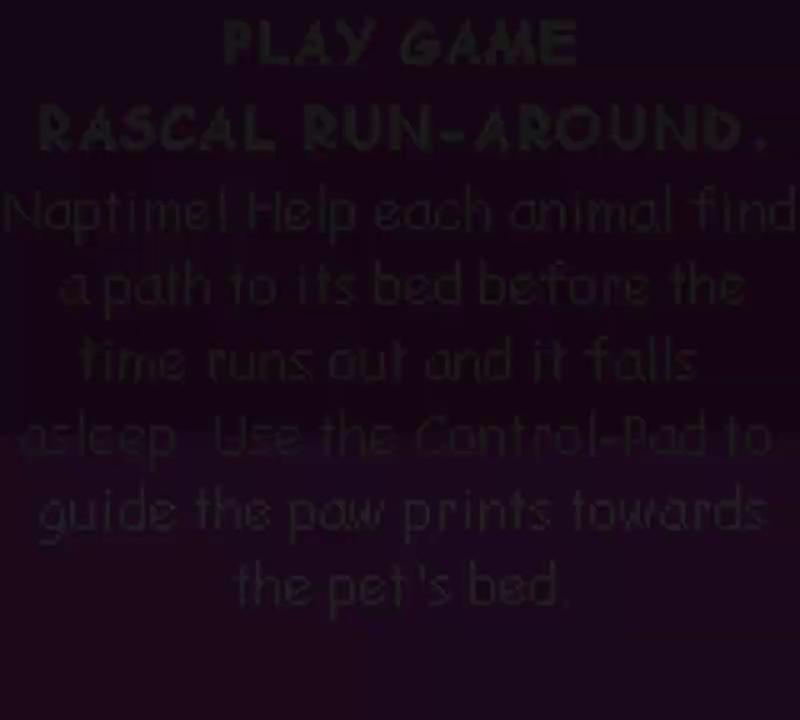 PLAY GAME
RASCAL RUN-AROUND.
Naptime! Help each animal find
a path to its bed before the
time runs out and it falls
asleep. Use the Control-Pad to
guide the paw prints towards
the pet's bed.